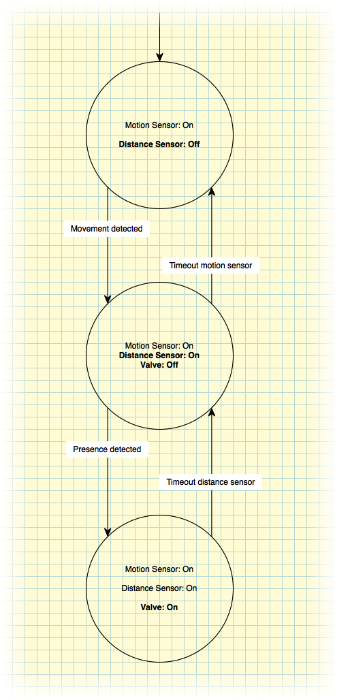 Motion Sensor: On
Distance Sensor: Off
Movement detected
Timeout motion sensor
Motion Sensor: On
Distance Sensor: On
Valve: Off
Presence detected
Timeout distance sensor
Motion Sensor: On
Distance Sensor: On
Valve: On